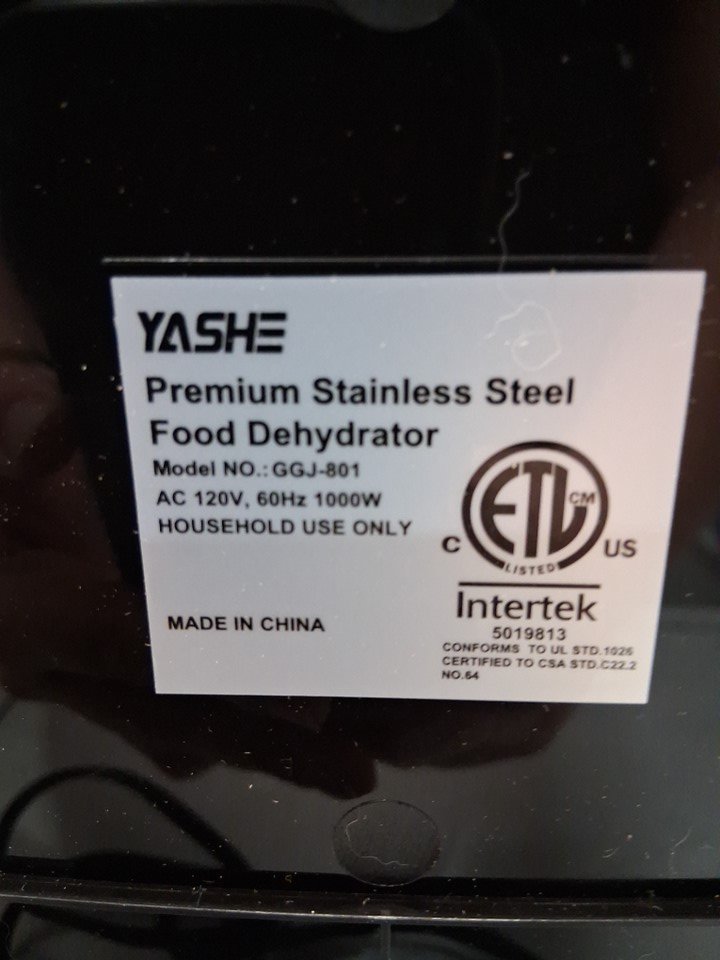 YASHE
Premium Stainless Steel
Food Dehydrator
Model NO.: GGJ-801
AC 120V, 60Hz 1000W
HOUSEHOLD USE ONLY
MADE IN CHINA
ETL CM
LISTED
C US
Intertek
5019813
CONFORMS TO UL STD.1026
CERTIFIED TO CSA STD.C22.2
NO.64